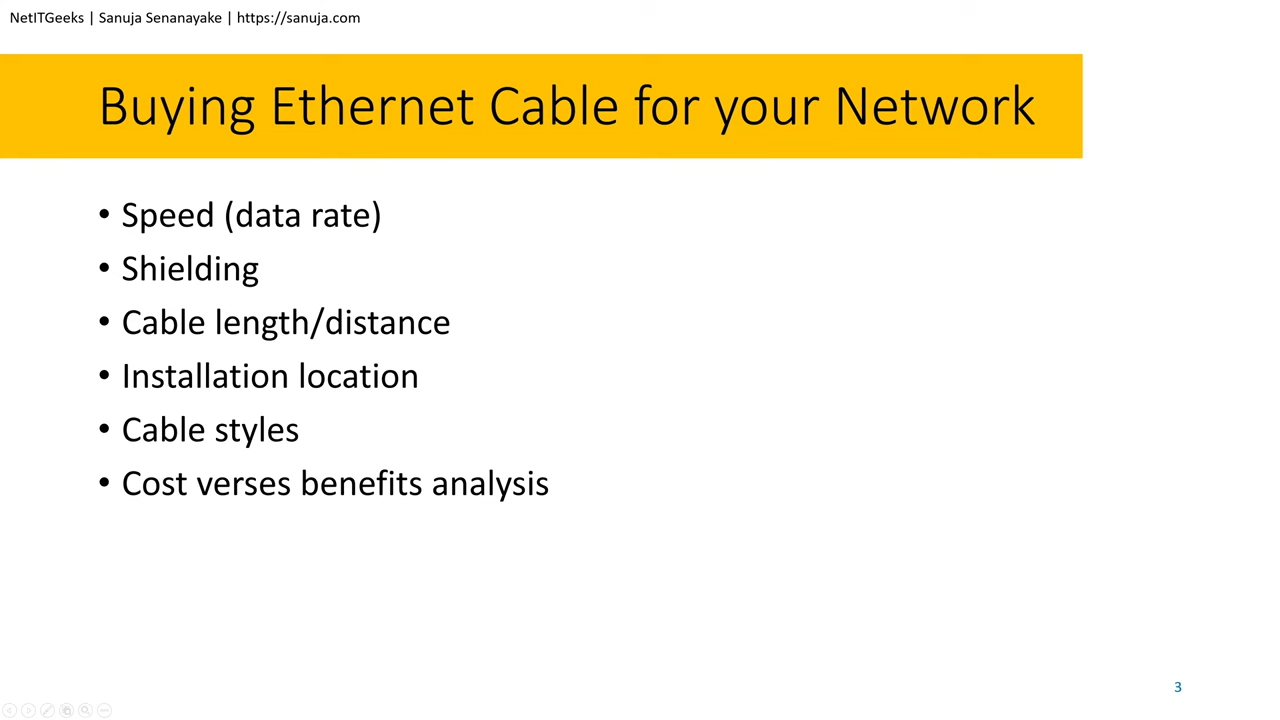 NetITGeeks | Sanuja Senanayake | https://sanuja.com
Buying Ethernet Cable for your Network
• Speed (data rate)
• Shielding
• Cable length/distance
• Installation location
• Cable styles
• Cost verses benefits analysis
3